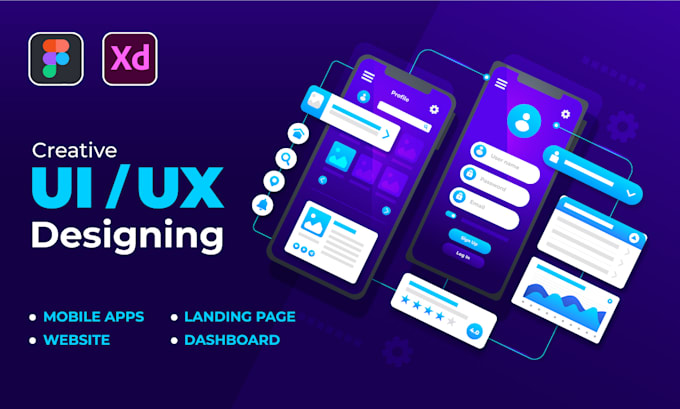 Xd
Creative
UI / UX
Designing
MOBILE APPS
LANDING PAGE
WEBSITE
DASHBOARD
Profile
User name
Password
Email
Sign Up
Log in
4.0